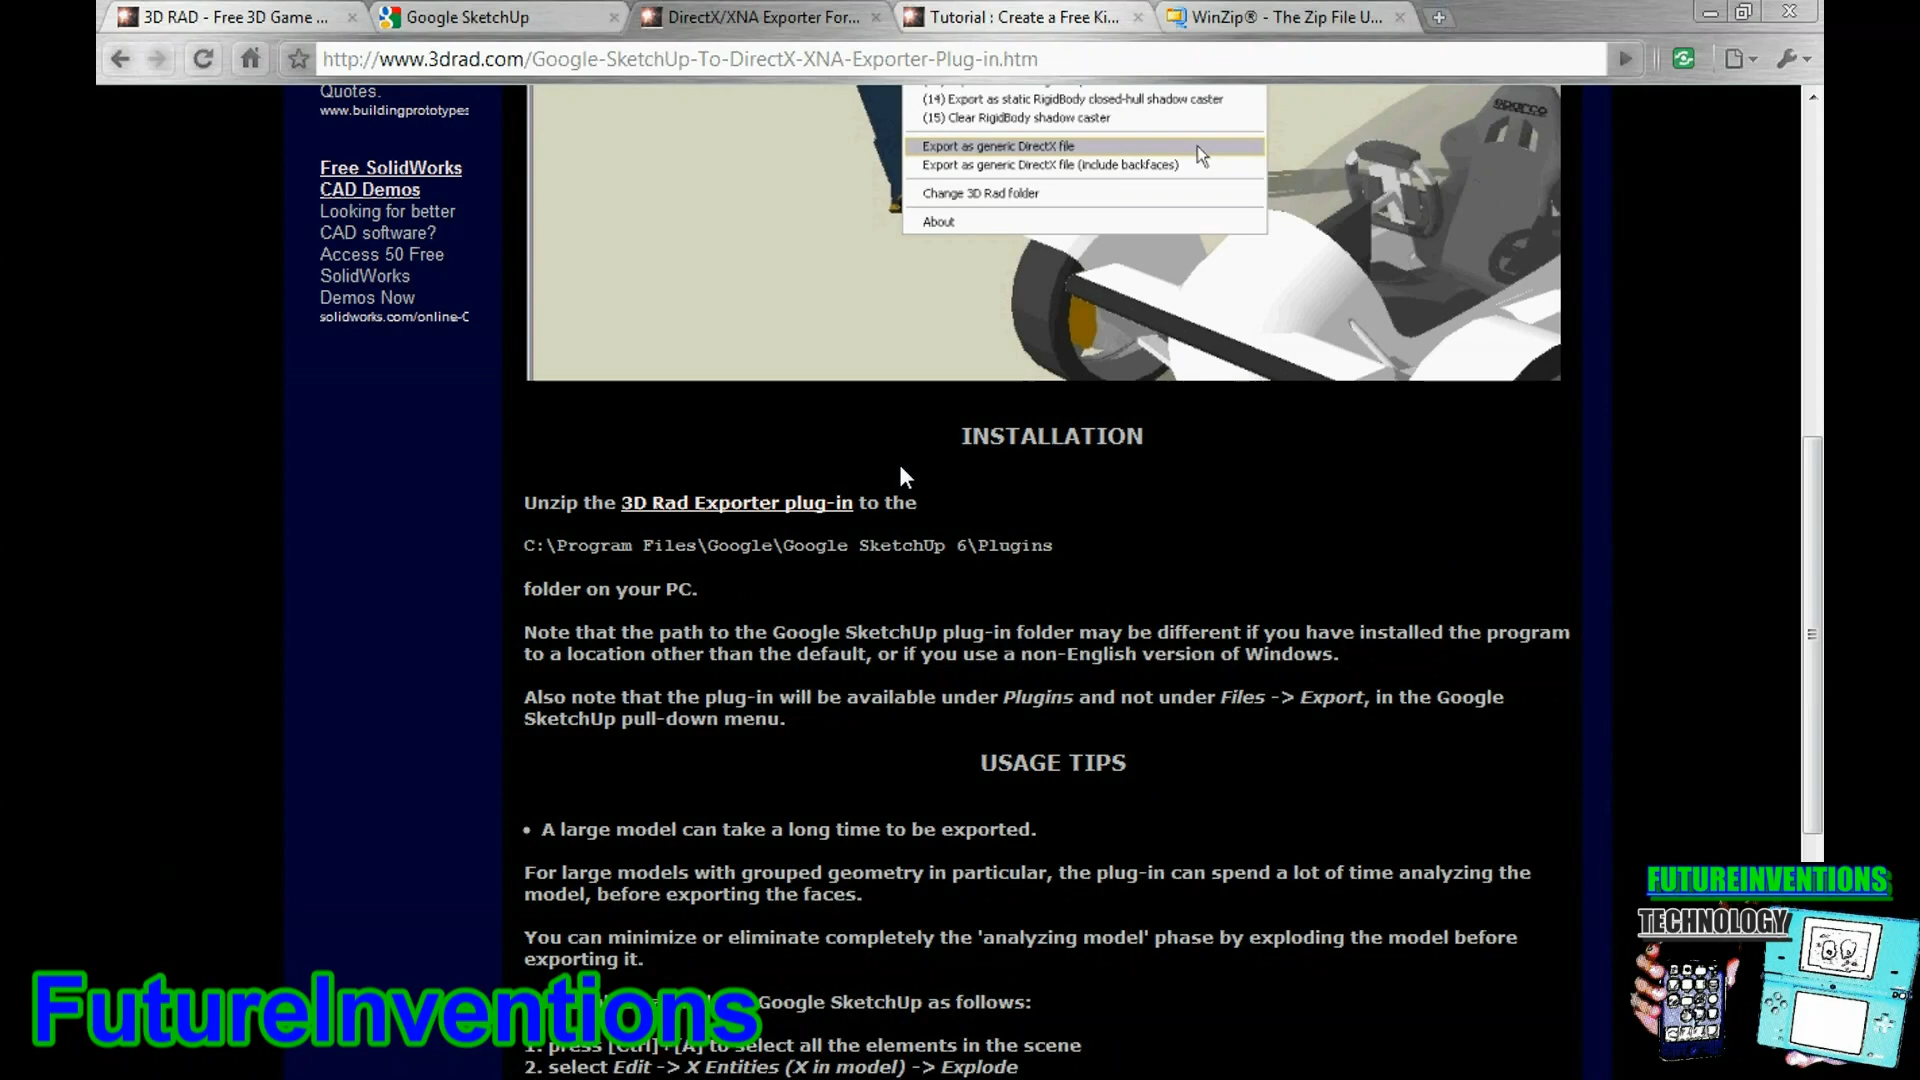 3D RAD - Free 3D Game ...
Google SketchUp
DirectX/XNA Exporter For...
Tutorial : Create a Free Ki...
WinZip® - The Zip File U...
http://www.3drad.com/Google-SketchUp-To-DirectX-XNA-Exporter-Plug-in.htm
Quotes.
www.buildingprototypes
Free SolidWorks
CAD Demos
Looking for better
CAD software?
Access 50 Free
SolidWorks
Demos Now
solidworks.com/online-C
(14) Export as static RigidBody closed-hull shadow caster
(15) Clear RigidBody shadow caster
Export as generic DirectX file
Export as generic DirectX file (include backfaces)
Change 3D Rad folder
About
sparco
INSTALLATION
Unzip the 3D Rad Exporter plug-in to the
C:\Program Files\Google\Google SketchUp 6\Plugins
folder on your PC.
Note that the path to the Google SketchUp plug-in folder may be different if you have installed the program
to a location other than the default, or if you use a non-English version of Windows.
Also note that the plug-in will be available under Plugins and not under Files -> Export, in the Google
SketchUp pull-down menu.
USAGE TIPS
• A large model can take a long time to be exported.
For large models with grouped geometry in particular, the plug-in can spend a lot of time analyzing the
model, before exporting the faces.
You can minimize or eliminate completely the 'analyzing model' phase by exploding the model before
exporting it.
Google SketchUp as follows:
1. press [Ctrl]+[A] to select all the elements in the scene
2. select Edit -> X Entities (X in model) -> Explode
FutureInventions
FUTUREINVENTIONS
TECHNOLOGY